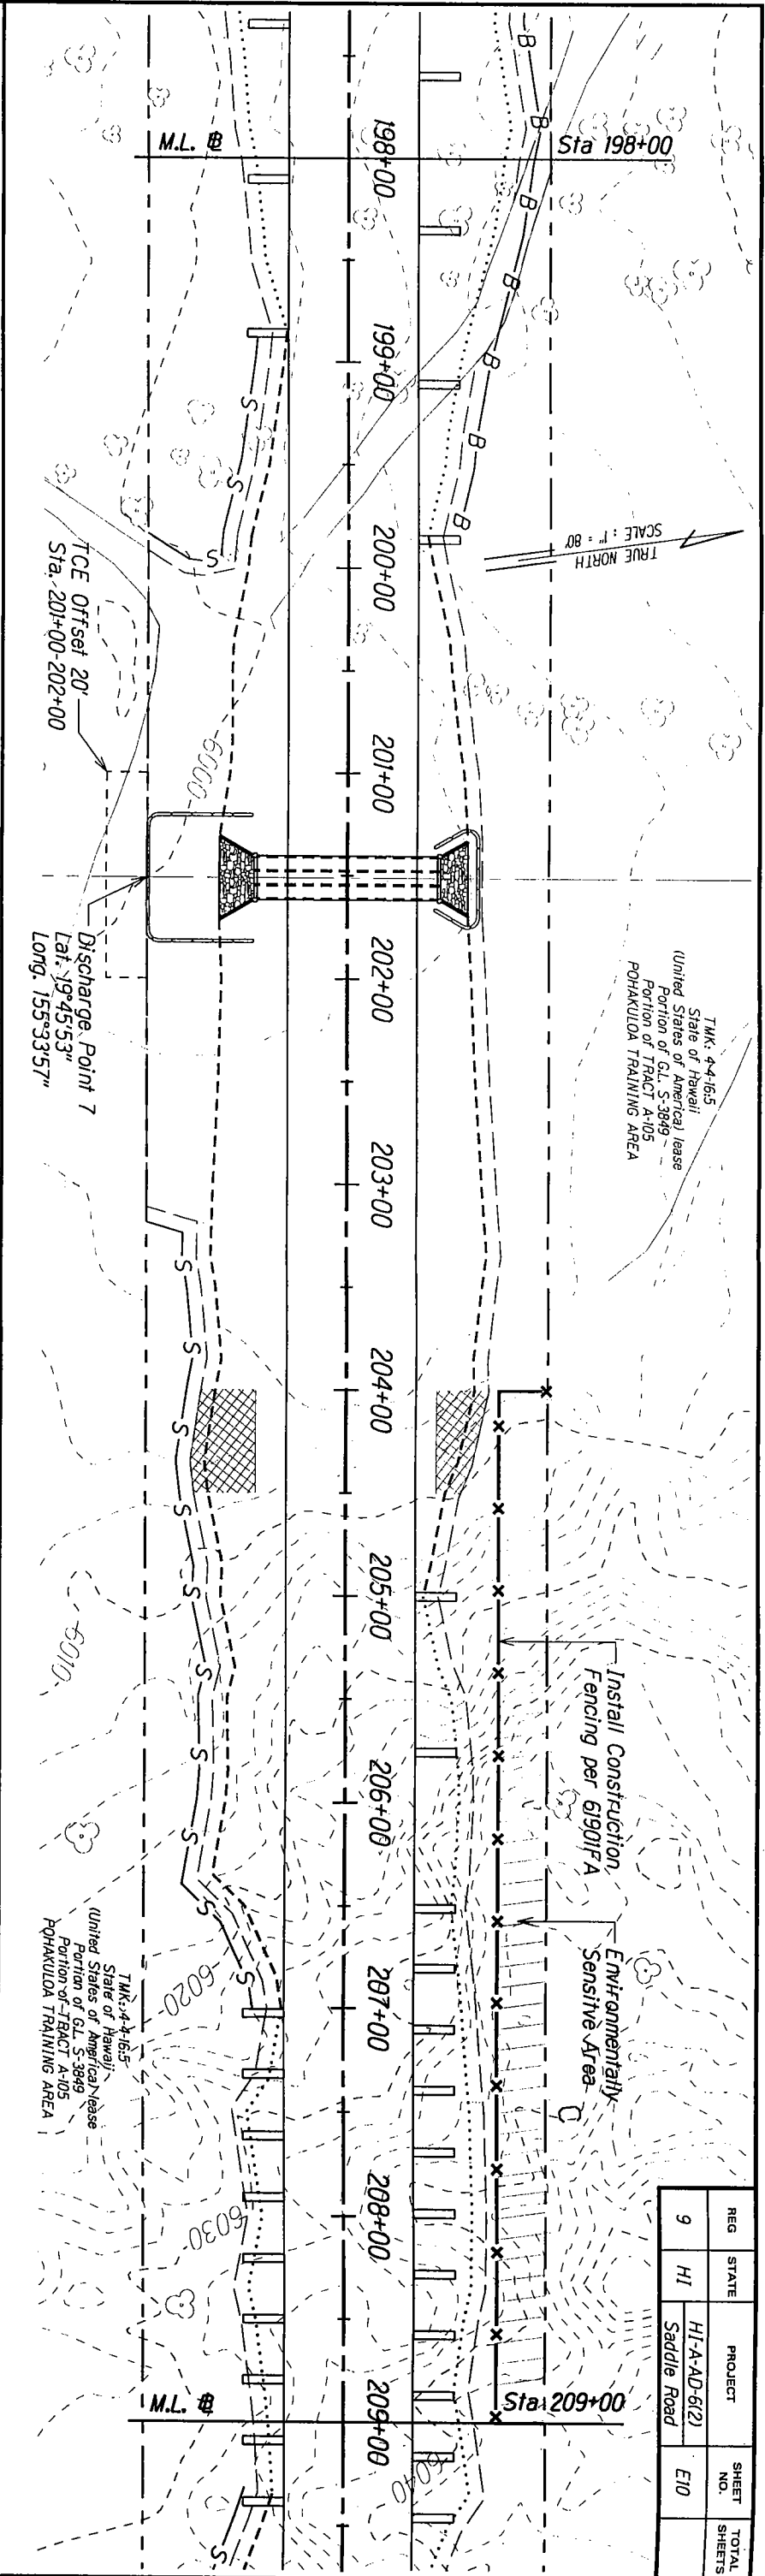 REG
STATE
PROJECT
SHEET NO.
TOTAL SHEETS
9
HI
HI-A-AD-6(2)
Saddle Road
E10
B
B
B
B
B
B
B
M.L. B
Sta 198+00
198+00
199+00
200+00
201+00
202+00
203+00
204+00
205+00
206+00
207+00
208+00
209+00
TRUE NORTH
SCALE : 1" = 80'
TMK: 4-4-16:5
State of Hawaii
(United States of America) lease
Portion of G.L. S-3849
Portion of TRACT A-105
POHAKULOA TRAINING AREA
S
S
S
S
6000
TCE Offset 20'
Sta. 201+00-202+00
Discharge Point 7
Lat. 19°45'53"
Long. 155°33'57"
Install Construction
Fencing per 61901FA
Environmentally
Sensitve Area
S
S
S
S
S
S
S
S
S
S
6010
6020
6030
6040
TMK: 4-4-16:5
State of Hawaii
(United States of America) lease
Portion of G.L. S-3849
Portion of TRACT A-105
POHAKULOA TRAINING AREA
M.L. B
Sta 209+00
S